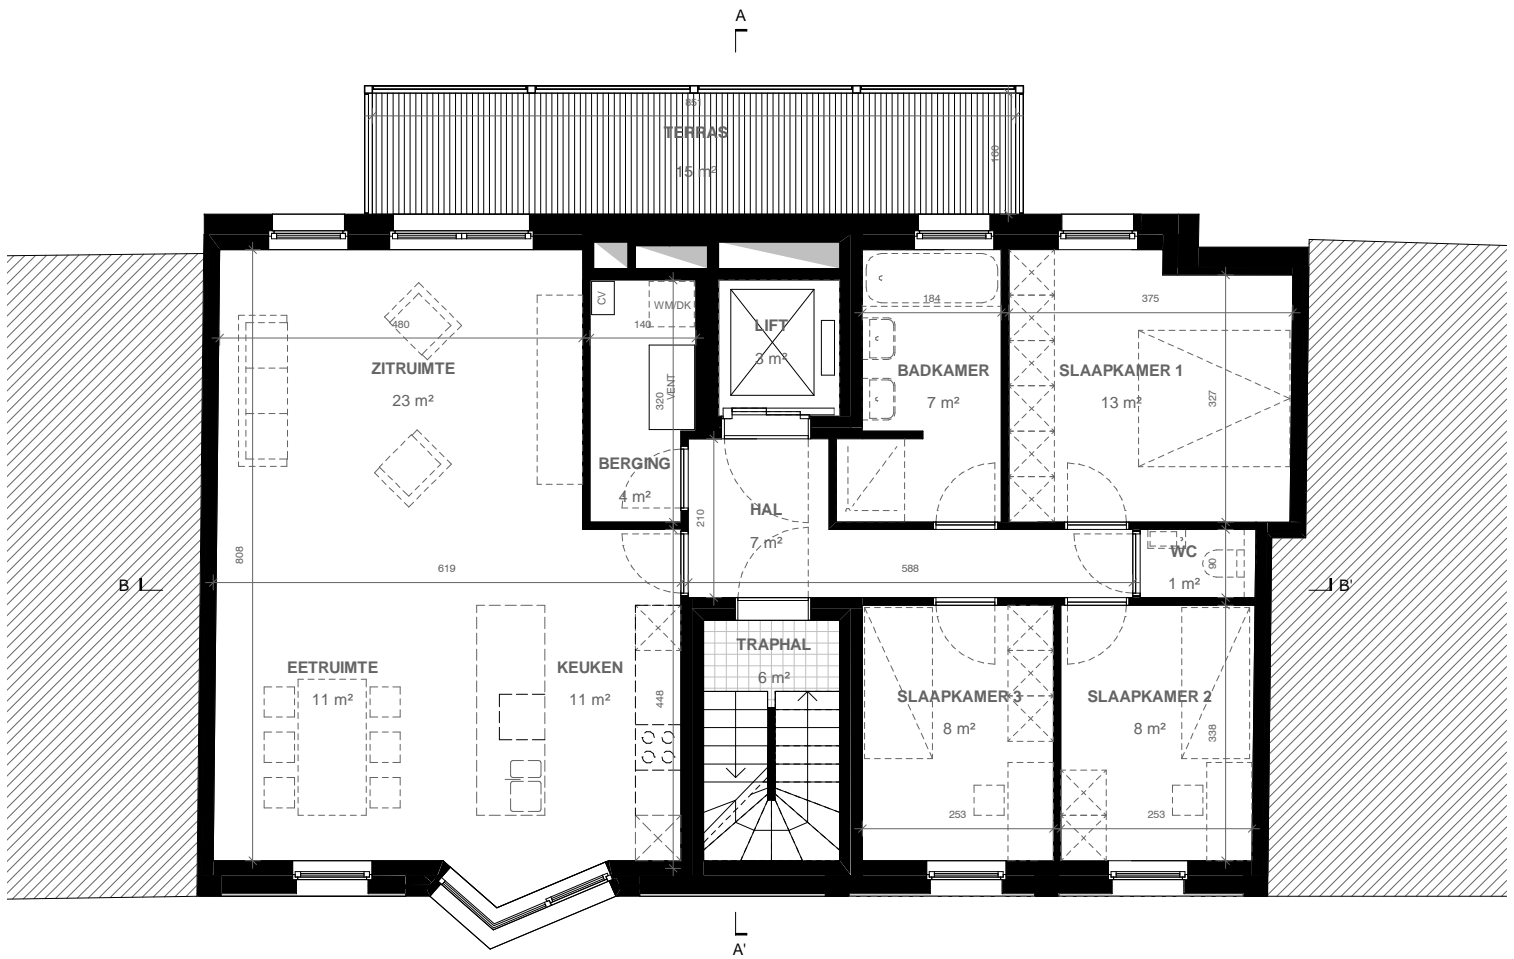 A
851
TERRAS
160
15 m²
CV
WM/DK
184
375
480
140
LIFT
3 m²
ZITRUIMTE
23 m²
VENT
320
BADKAMER
7 m²
SLAAPKAMER 1
13 m²
327
BERGING
4 m²
210
HAL
7 m²
808
619
588
WC
1 m²
90
B
B'
EETRUIMTE
11 m²
KEUKEN
11 m²
448
TRAPHAL
6 m²
SLAAPKAMER 3
8 m²
SLAAPKAMER 2
8 m²
338
253
253
A'